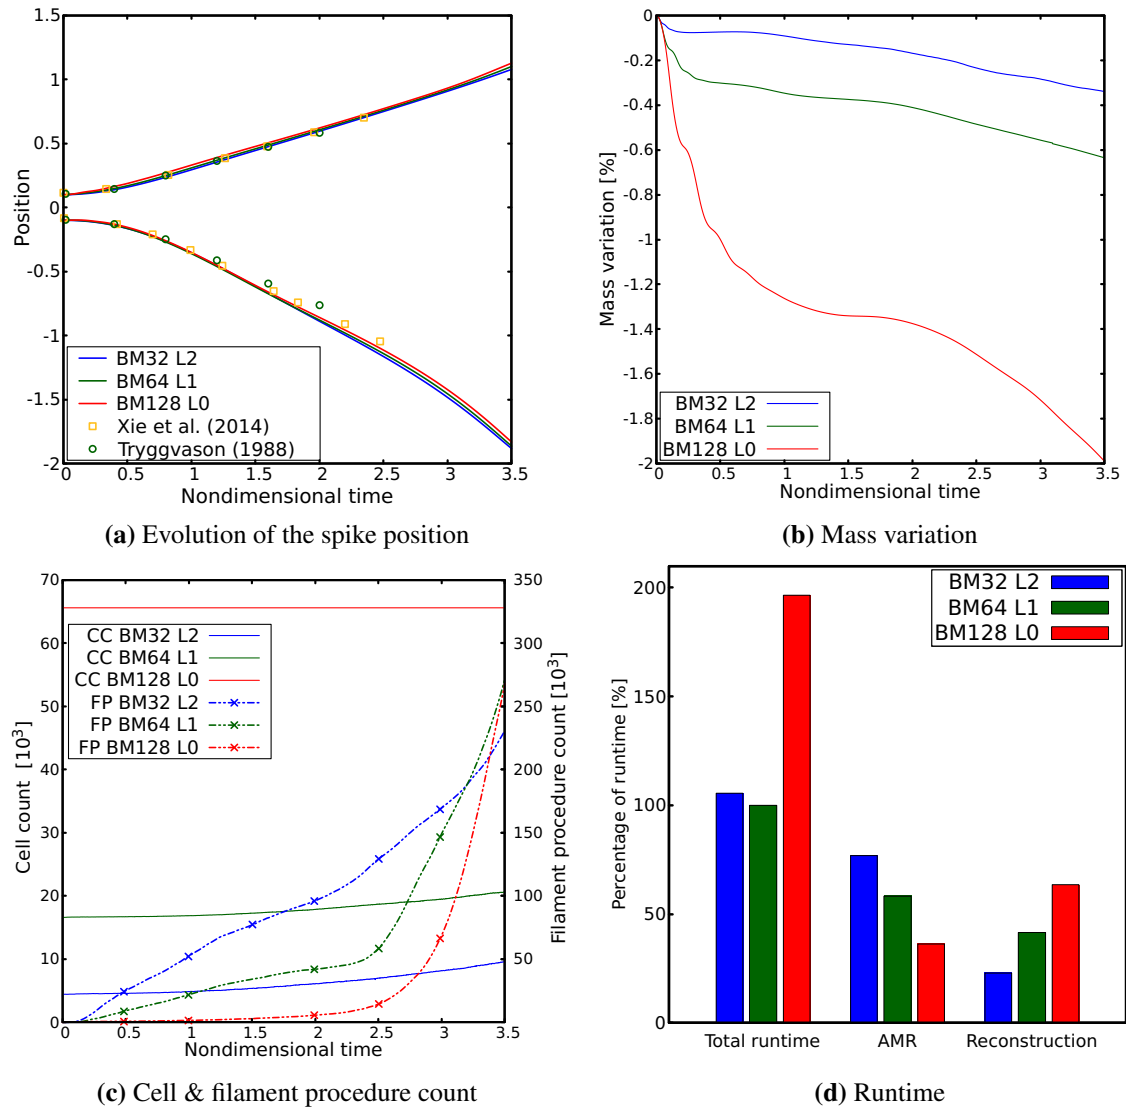 1.5
1
0.5
0
-0.5
-1
-1.5
-2
Position
BM32 L2
BM64 L1
BM128 L0
Xie et al. (2014)
Tryggvason (1988)
0 0.5 1 1.5 2 2.5 3 3.5
Nondimensional time
(a) Evolution of the spike position
0
-0.2
-0.4
-0.6
-0.8
-1
-1.2
-1.4
-1.6
-1.8
-2
Mass variation [%]
BM32 L2
BM64 L1
BM128 L0
0 0.5 1 1.5 2 2.5 3 3.5
Nondimensional time
(b) Mass variation
70
60
50
40
30
20
10
0
Cell count [10³]
CC BM32 L2
CC BM64 L1
CC BM128 L0
FP BM32 L2
FP BM64 L1
FP BM128 L0
350
300
250
200
150
100
50
0
Filament procedure count [10³]
0 0.5 1 1.5 2 2.5 3 3.5
Nondimensional time
(c) Cell & filament procedure count
200
150
100
50
0
Percentage of runtime [%]
BM32 L2
BM64 L1
BM128 L0
Total runtime AMR Reconstruction
(d) Runtime